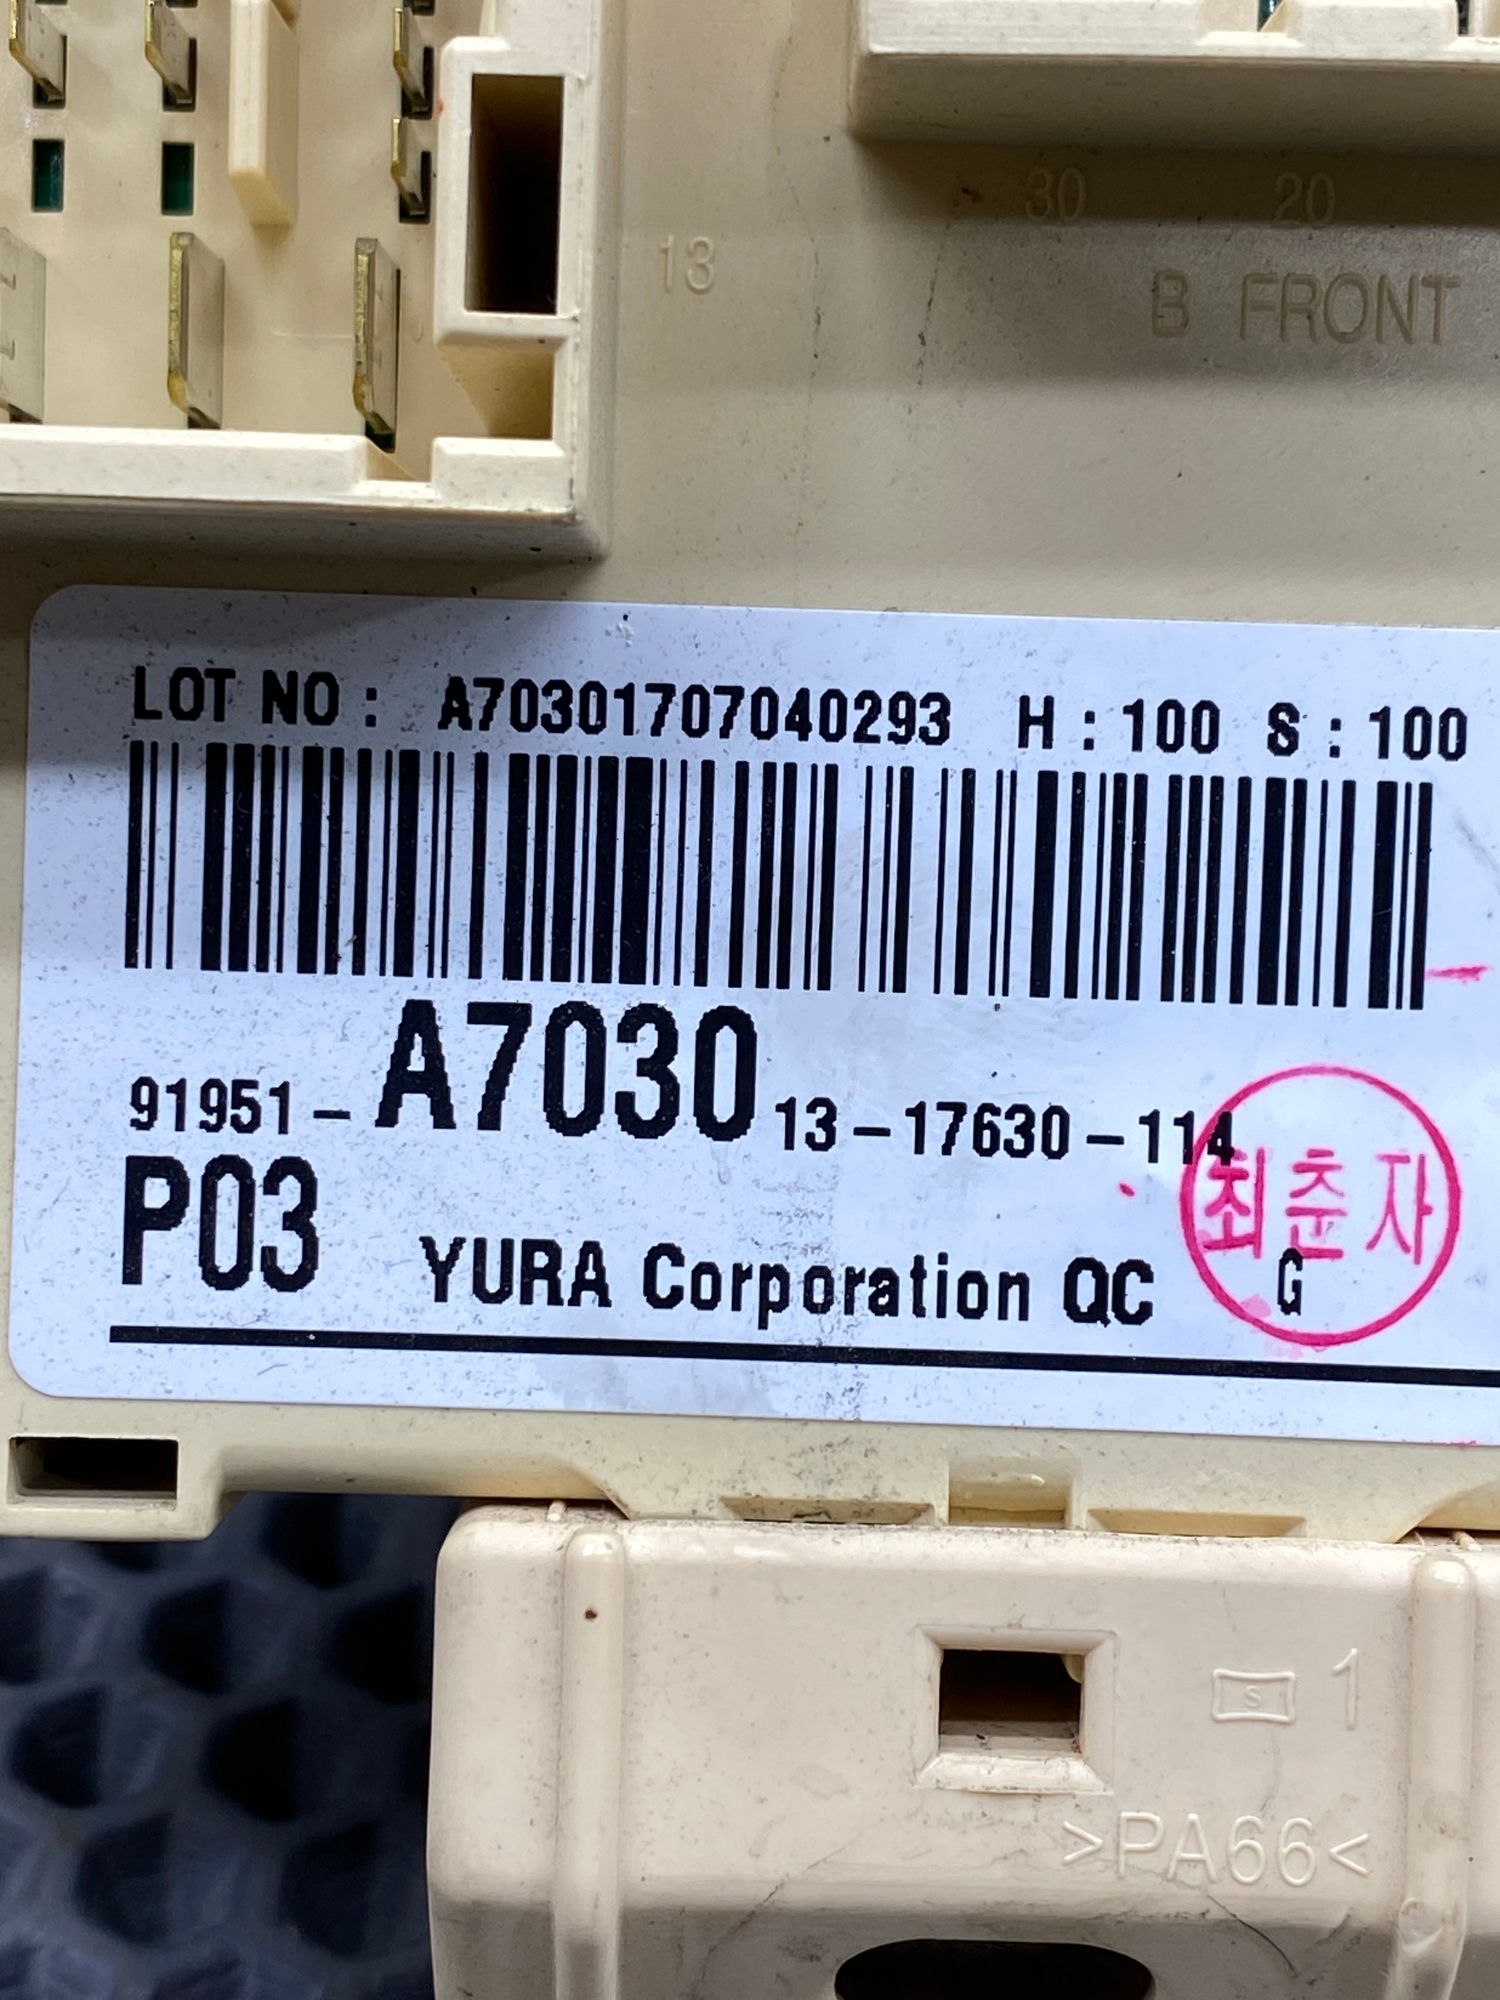 13
30 20
B FRONT
LOT NO : A70301707040293 H : 100 S : 100
91951-A7030 13-17630-114
P03 YURA Corporation QC G
최춘자
S 1
>PA66<